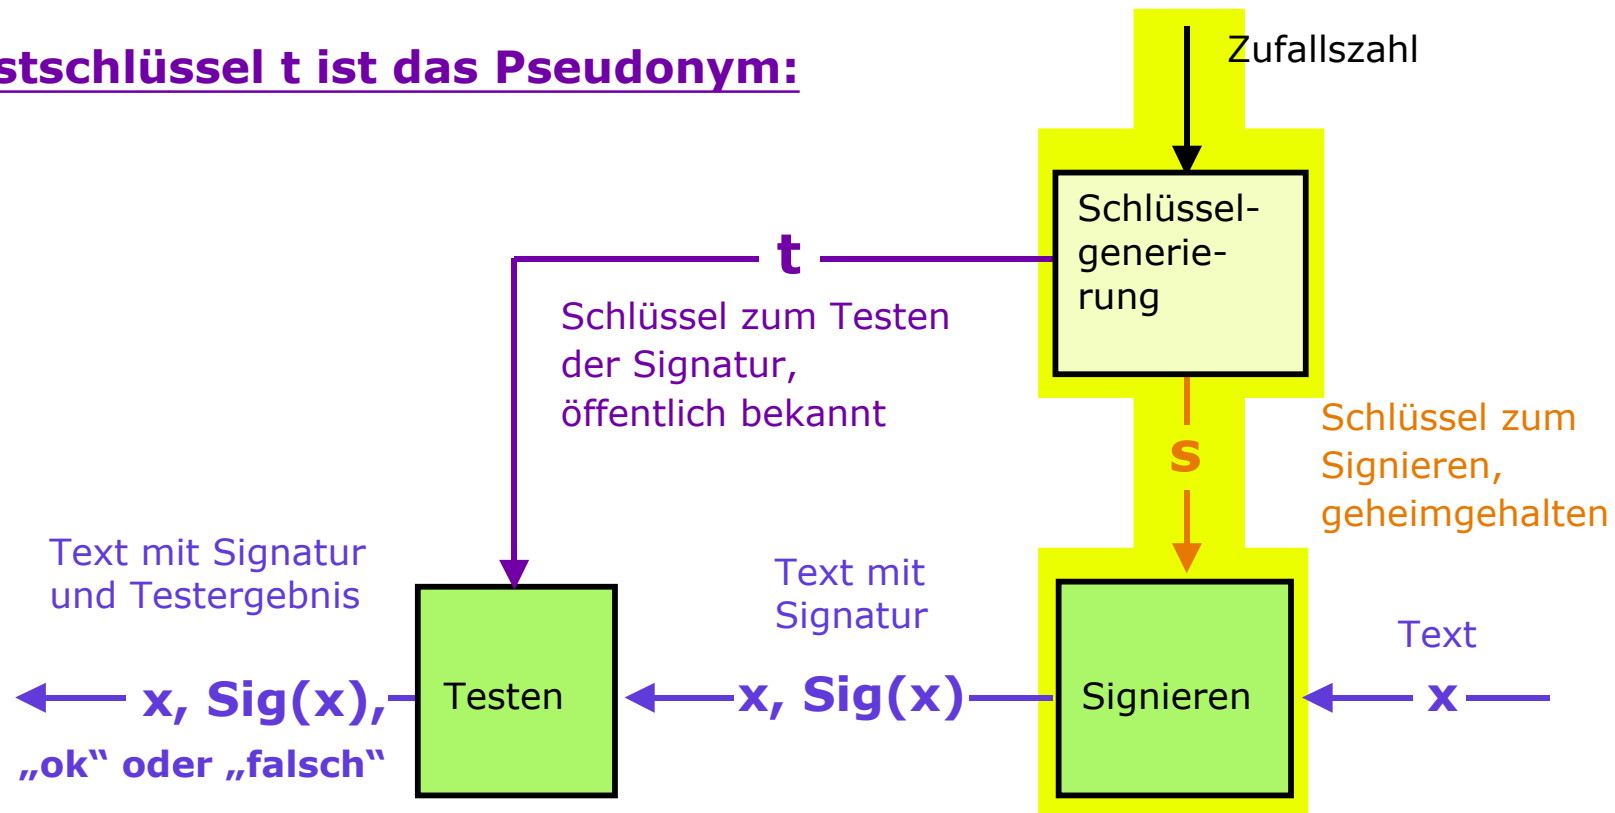 stschlüssel t ist das Pseudonym:
Zufallszahl
Schlüssel-
generie-
rung
t
Schlüssel zum Testen
der Signatur,
öffentlich bekannt
s
Schlüssel zum
Signieren,
geheimgehalten
Text mit Signatur
und Testergebnis
Text mit
Signatur
Text
x, Sig(x),
Testen
x, Sig(x)
Signieren
x
„ok“ oder „falsch“